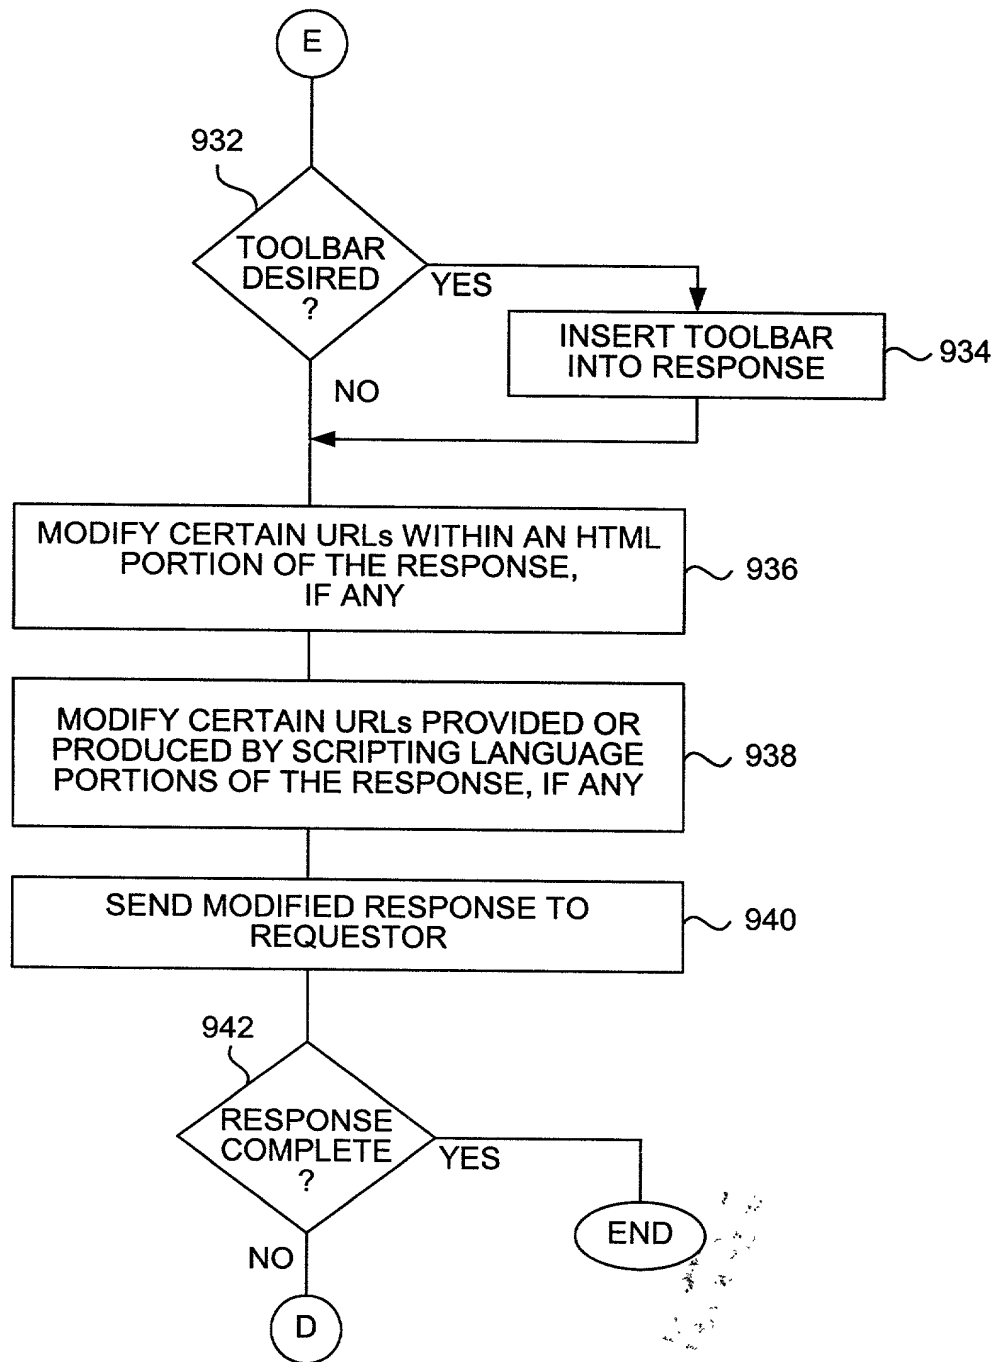 E
932
TOOLBAR
DESIRED
?
YES
INSERT TOOLBAR
INTO RESPONSE
934
NO
MODIFY CERTAIN URLs WITHIN AN HTML
PORTION OF THE RESPONSE,
IF ANY
936
MODIFY CERTAIN URLs PROVIDED OR
PRODUCED BY SCRIPTING LANGUAGE
PORTIONS OF THE RESPONSE, IF ANY
938
SEND MODIFIED RESPONSE TO
REQUESTOR
940
942
RESPONSE
COMPLETE
?
YES
END
NO
D